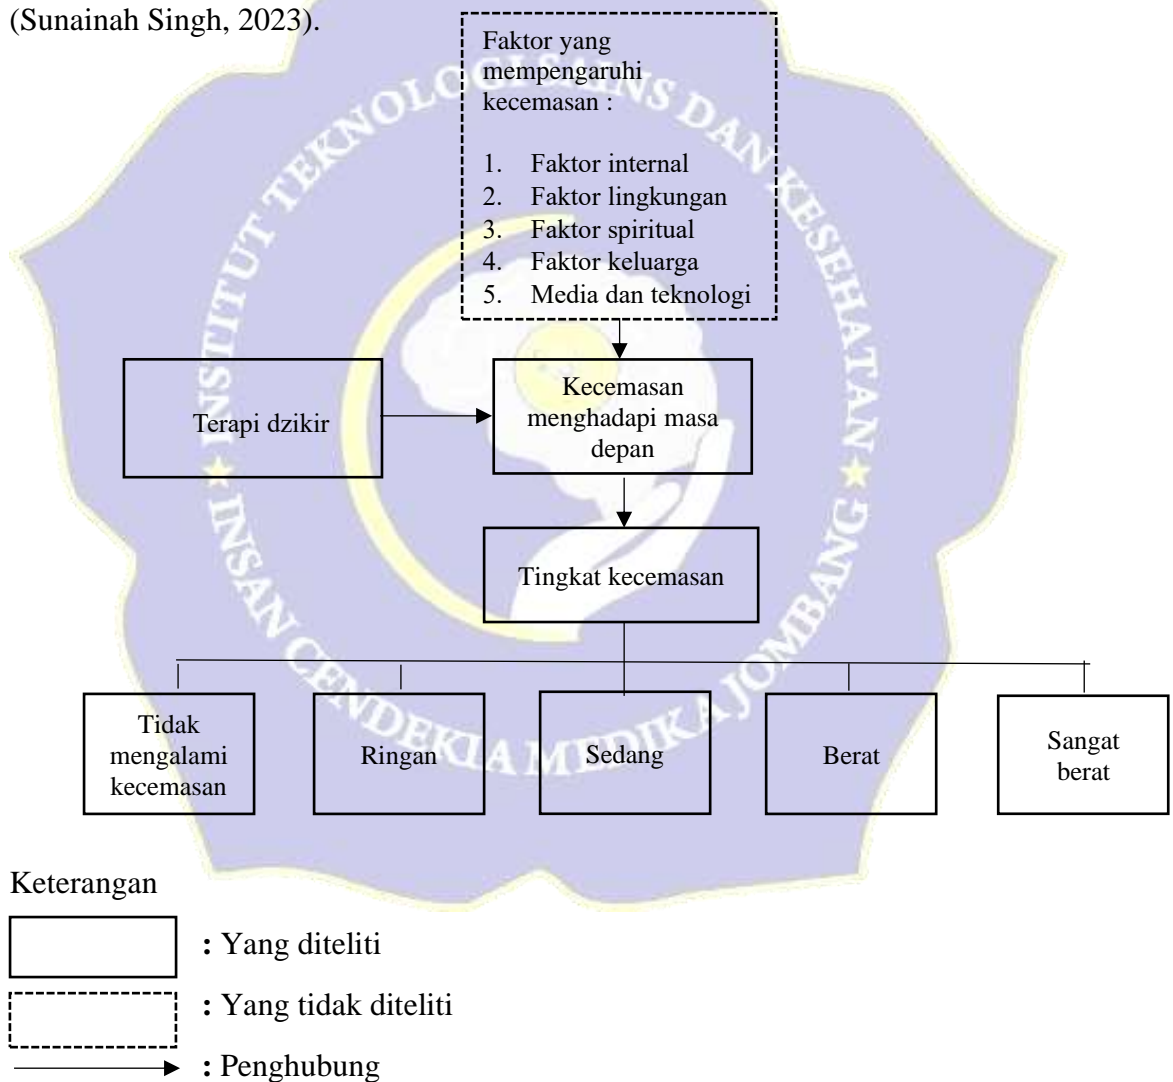 (Sunainah Singh, 2023).
Faktor yang
mempengaruhi
kecemasan :
1. Faktor internal
2. Faktor lingkungan
3. Faktor spiritual
4. Faktor keluarga
5. Media dan teknologi
Terapi dzikir
Kecemasan
menghadapi masa
depan
Tingkat kecemasan
Tidak
mengalami
kecemasan
Ringan
Sedang
Berat
Sangat
berat
INSTITUT TEKNOLOGI SAINS DAN KESEHATAN
INSAN CENDEKIA MEDIKA JOMBANG
Keterangan
: Yang diteliti
: Yang tidak diteliti
: Penghubung